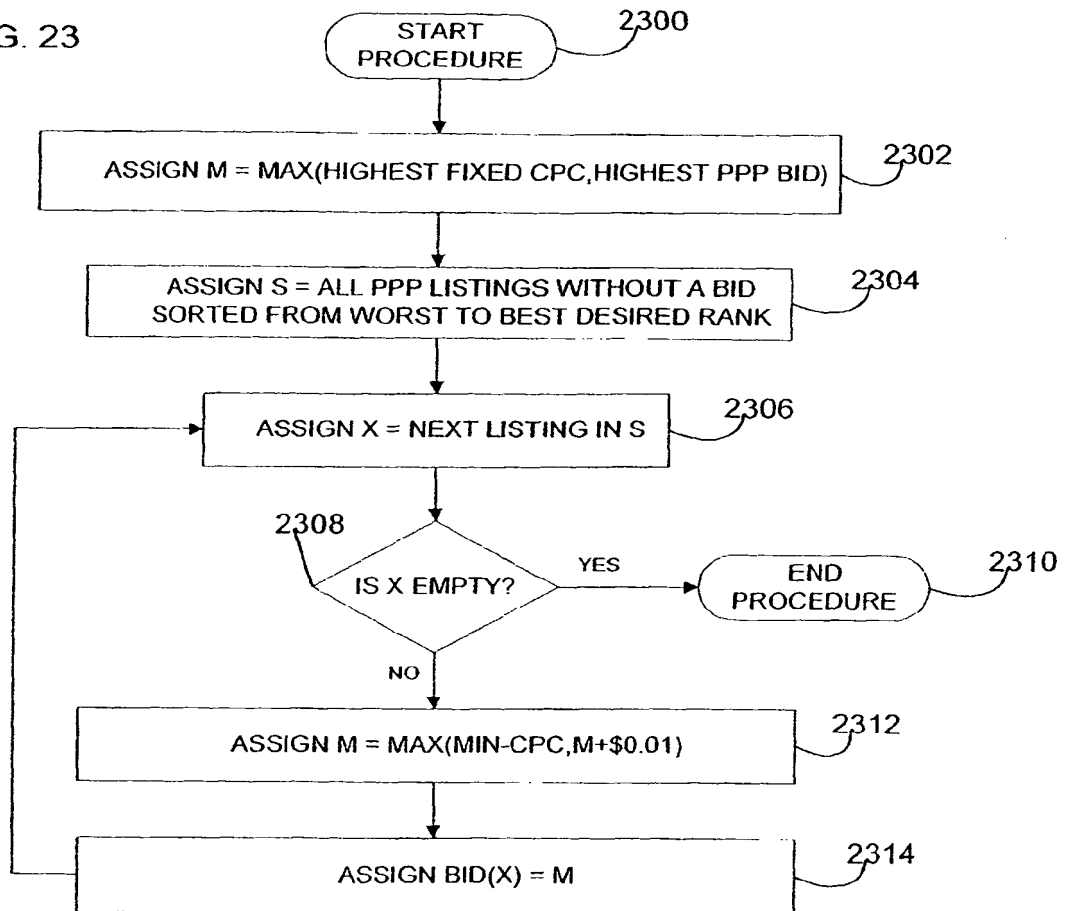 G. 23
START
PROCEDURE
2300
ASSIGN M = MAX(HIGHEST FIXED CPC,HIGHEST PPP BID)
2302
ASSIGN S = ALL PPP LISTINGS WITHOUT A BID
SORTED FROM WORST TO BEST DESIRED RANK
2304
ASSIGN X = NEXT LISTING IN S
2306
2308
IS X EMPTY?
YES
END
PROCEDURE
2310
NO
ASSIGN M = MAX(MIN-CPC,M+$0.01)
2312
ASSIGN BID(X) = M
2314